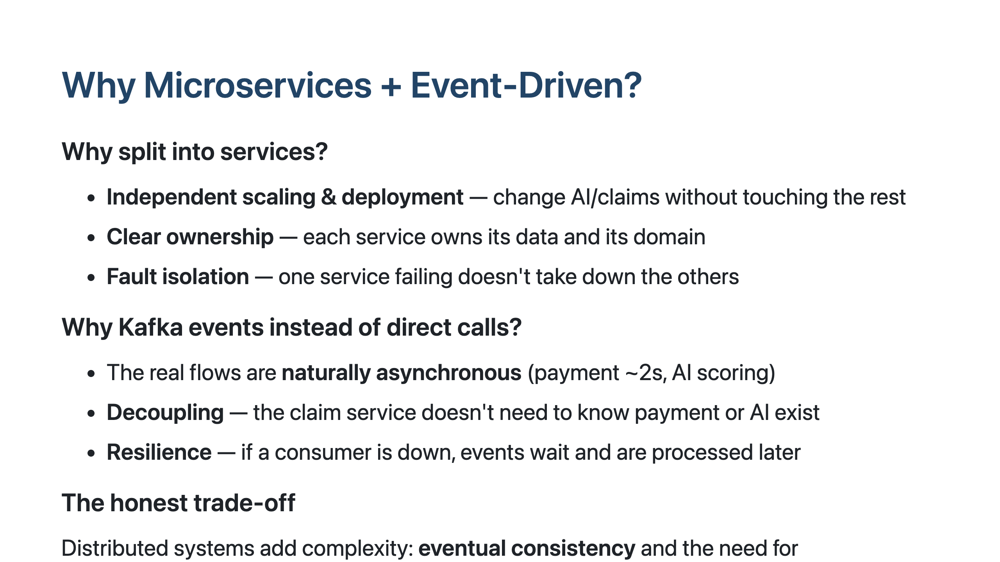 Why Microservices + Event-Driven?
Why split into services?
• Independent scaling & deployment — change AI/claims without touching the rest
• Clear ownership — each service owns its data and its domain
• Fault isolation — one service failing doesn't take down the others
Why Kafka events instead of direct calls?
• The real flows are naturally asynchronous (payment ~2s, AI scoring)
• Decoupling — the claim service doesn't need to know payment or AI exist
• Resilience — if a consumer is down, events wait and are processed later
The honest trade-off
Distributed systems add complexity: eventual consistency and the need for